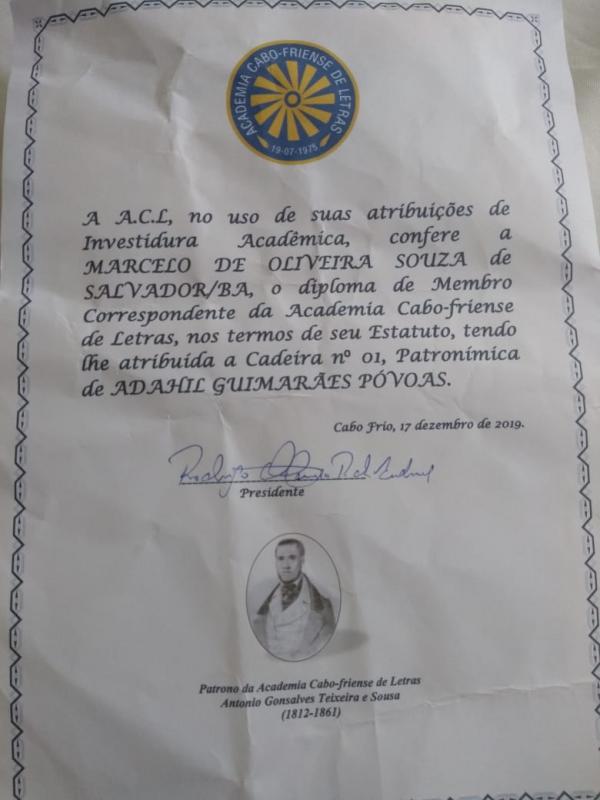 ACADEMIA CABO-FRIENSE DE LETRAS
19-07-1975
A A.C.L, no uso de suas atribuições de
Investidura Acadêmica, confere a
MARCELO DE OLIVEIRA SOUZA de
SALVADOR/BA, o diploma de Membro
Correspondente da Academia Cabo-friense
de Letras, nos termos de seu Estatuto, tendo
lhe atribuída a Cadeira nº 01, Patronímica
de ADAHIL GUIMARÃES PÓVOAS.
Cabo Frio, 17 dezembro de 2019.
Presidente
Patrono da Academia Cabo-friense de Letras
Antonio Gonsalves Teixeira e Sousa
(1812-1861)